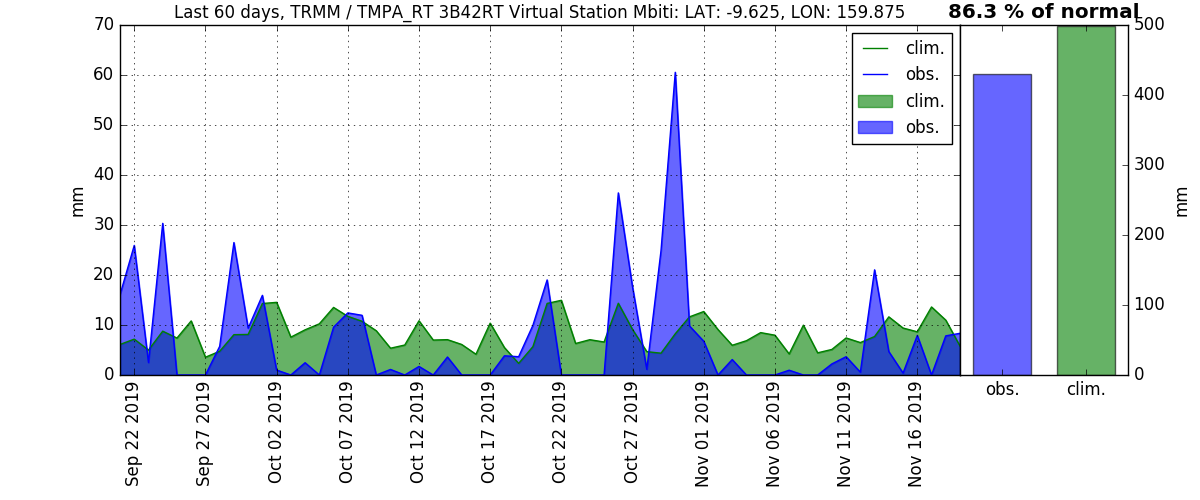 Last 60 days, TRMM / TMPA_RT 3B42RT Virtual Station Mbiti: LAT: -9.625, LON: 159.875
86.3 % of normal
70
60
50
40
30
20
10
0
mm
clim.
obs.
clim.
obs.
500
400
300
200
100
0
mm
obs.
clim.
Sep 22 2019
Sep 27 2019
Oct 02 2019
Oct 07 2019
Oct 12 2019
Oct 17 2019
Oct 22 2019
Oct 27 2019
Nov 01 2019
Nov 06 2019
Nov 11 2019
Nov 16 2019